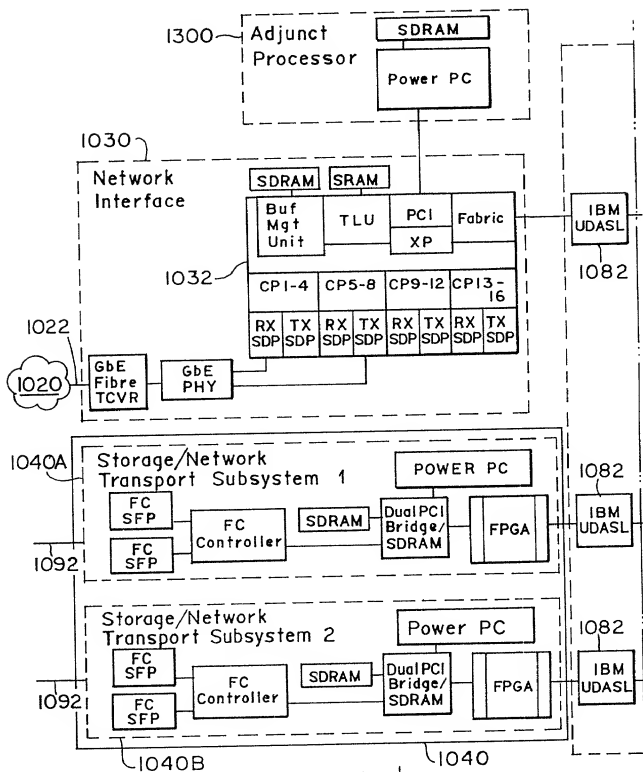 1300
Adjunct
Processor
SDRAM
Power PC
1030
Network
Interface
SDRAM
SRAM
Buf
Mgt
Unit
TLU
PCI
XP
Fabric
1032
CP1-4
CP5-8
CP9-12
CP13-
16
RX
SDP
TX
SDP
RX
SDP
TX
SDP
RX
SDP
TX
SDP
RX
SDP
TX
SDP
IBM
UDASL
1082
1022
1020
GbE
Fibre
TCVR
GbE
PHY
1040A
Storage/Network
Transport Subsystem 1
FC
SFP
FC
SFP
1092
FC
Controller
SDRAM
POWER PC
Dual PCI
Bridge/
SDRAM
FPGA
1082
IBM
UDASL
Storage/Network
Transport Subsystem 2
FC
SFP
FC
SFP
1092
FC
Controller
SDRAM
Power PC
Dual PCI
Bridge/
SDRAM
FPGA
1082
IBM
UDASL
1040B
1040